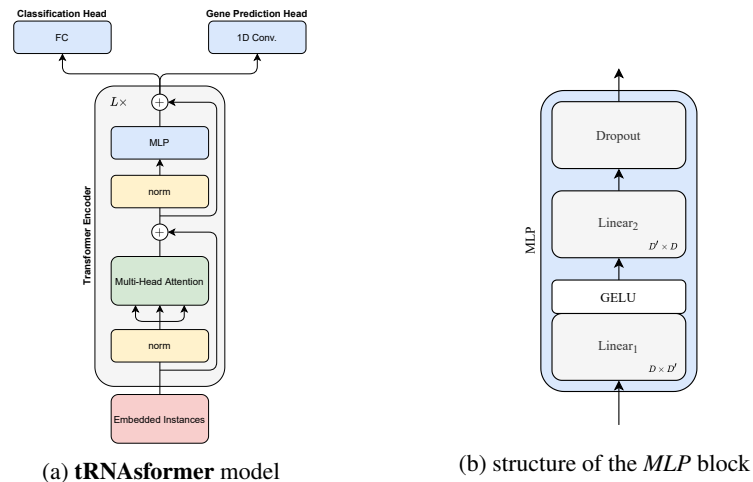 Classification Head
Gene Prediction Head
FC
1D Conv.
L×
MLP
norm
Transformer Encoder
Multi-Head Attention
norm
Embedded Instances
(a) tRNAsformer model
Dropout
MLP
Linear₂
D′ × D
GELU
Linear₁
D × D′
(b) structure of the MLP block